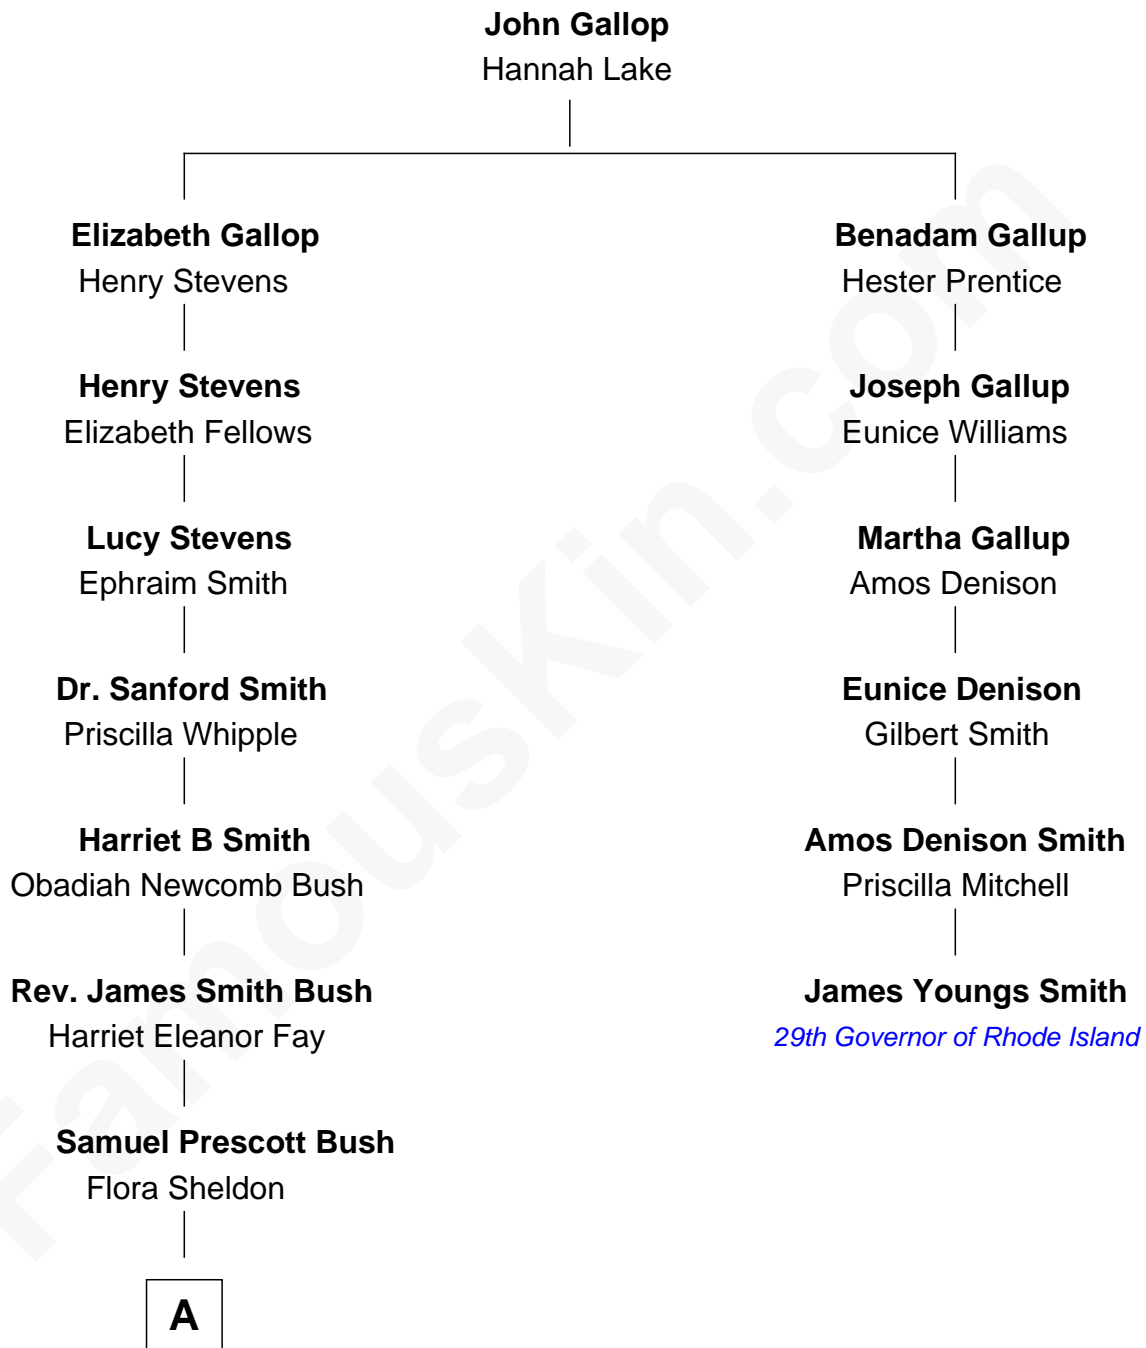 John Gallop
Hannah Lake
Elizabeth Gallop
Henry Stevens
Benadam Gallup
Hester Prentice
Henry Stevens
Elizabeth Fellows
Joseph Gallup
Eunice Williams
Lucy Stevens
Ephraim Smith
Martha Gallup
Amos Denison
Dr. Sanford Smith
Priscilla Whipple
Eunice Denison
Gilbert Smith
Harriet B Smith
Obadiah Newcomb Bush
Amos Denison Smith
Priscilla Mitchell
Rev. James Smith Bush
Harriet Eleanor Fay
James Youngs Smith
29th Governor of Rhode Island
Samuel Prescott Bush
Flora Sheldon
A
FamousKin.com